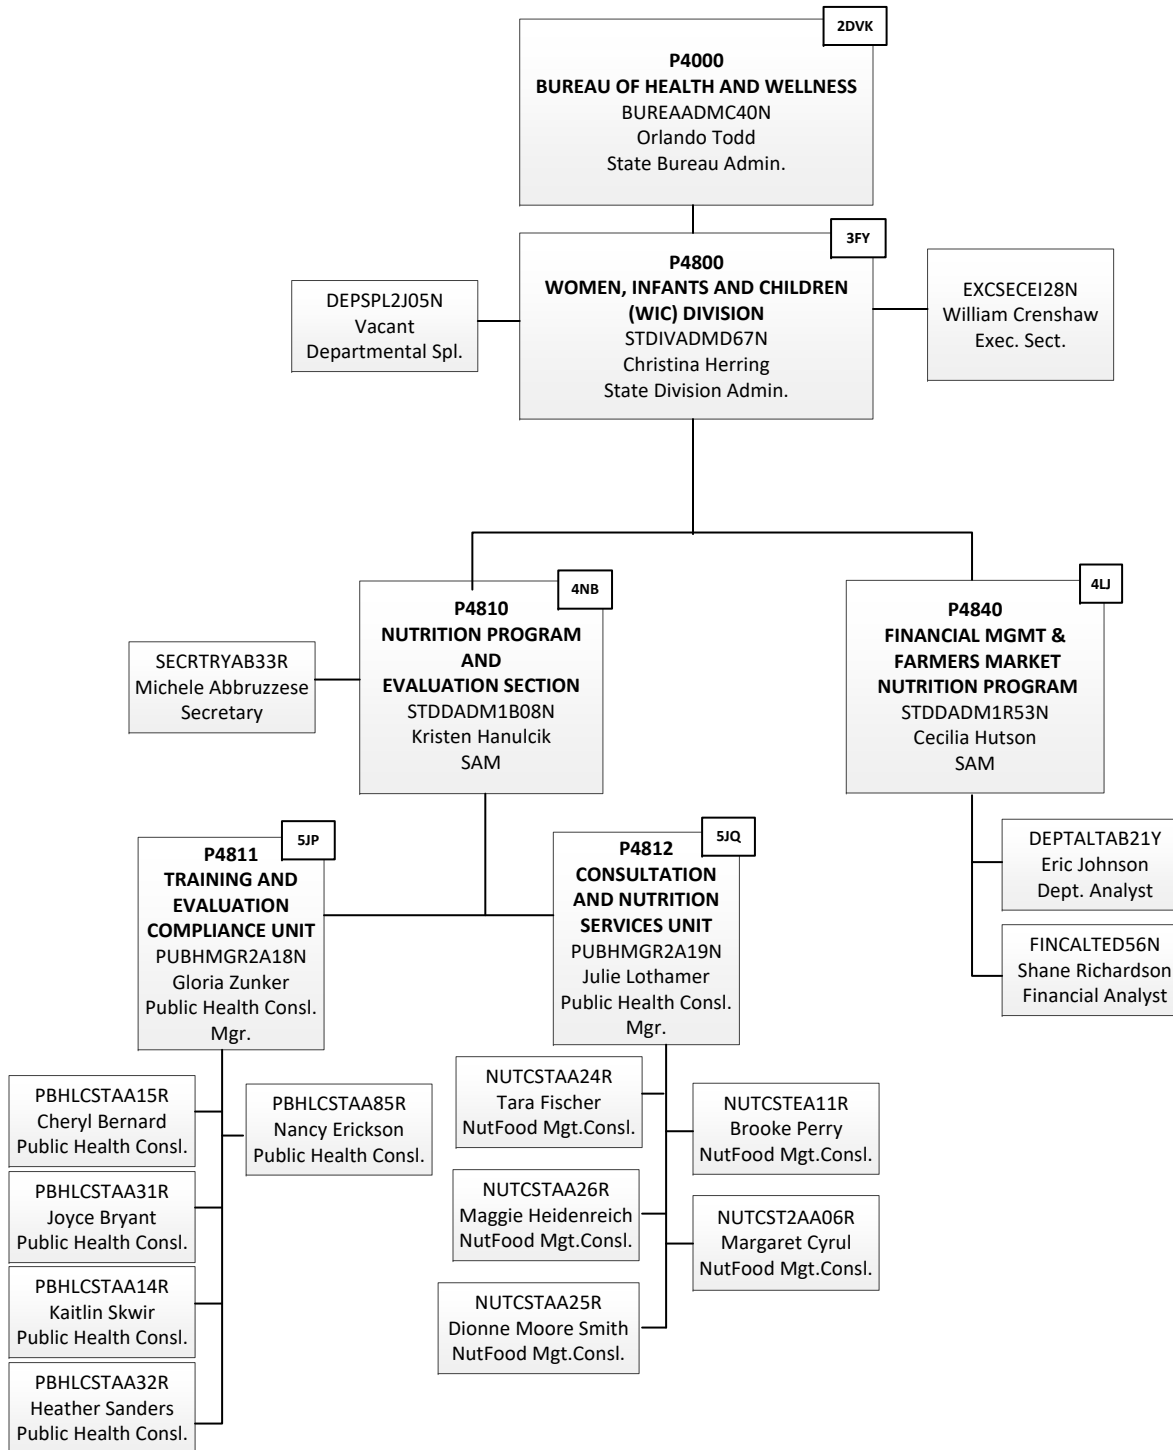 2DVK
P4000
BUREAU OF HEALTH AND WELLNESS
BUREAADMC40N
Orlando Todd
State Bureau Admin.
3FY
P4800
WOMEN, INFANTS AND CHILDREN
(WIC) DIVISION
STDIVADMD67N
Christina Herring
State Division Admin.
DEPSPL2J05N
Vacant
Departmental Spl.
EXCSECEI28N
William Crenshaw
Exec. Sect.
4NB
P4810
NUTRITION PROGRAM
AND
EVALUATION SECTION
STDDADM1B08N
Kristen Hanulcik
SAM
SECRTRYAB33R
Michele Abbruzzese
Secretary
4LJ
P4840
FINANCIAL MGMT &
FARMERS MARKET
NUTRITION PROGRAM
STDDADM1R53N
Cecilia Hutson
SAM
DEPTALTAB21Y
Eric Johnson
Dept. Analyst
FINCALTED56N
Shane Richardson
Financial Analyst
5JP
P4811
TRAINING AND
EVALUATION
COMPLIANCE UNIT
PUBHMGR2A18N
Gloria Zunker
Public Health Consl.
Mgr.
5JQ
P4812
CONSULTATION
AND NUTRITION
SERVICES UNIT
PUBHMGR2A19N
Julie Lothamer
Public Health Consl.
Mgr.
PBHLCSTAA15R
Cheryl Bernard
Public Health Consl.
PBHLCSTAA85R
Nancy Erickson
Public Health Consl.
PBHLCSTAA31R
Joyce Bryant
Public Health Consl.
PBHLCSTAA14R
Kaitlin Skwir
Public Health Consl.
PBHLCSTAA32R
Heather Sanders
Public Health Consl.
NUTCSTAA24R
Tara Fischer
NutFood Mgt.Consl.
NUTCSTEA11R
Brooke Perry
NutFood Mgt.Consl.
NUTCSTAA26R
Maggie Heidenreich
NutFood Mgt.Consl.
NUTCST2AA06R
Margaret Cyrul
NutFood Mgt.Consl.
NUTCSTAA25R
Dionne Moore Smith
NutFood Mgt.Consl.